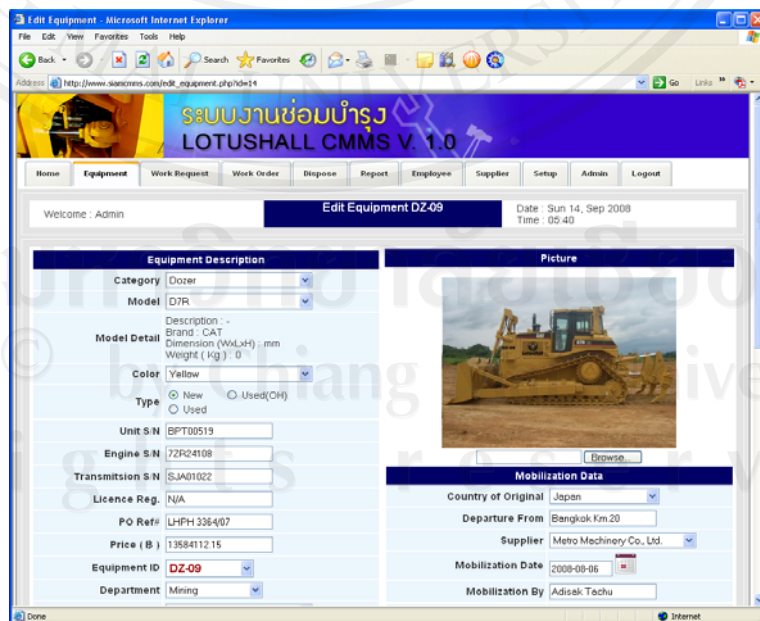 Edit Equipment - Microsoft Internet Explorer
File Edit View Favorites Tools Help
Back Search Favorites
Address http://www.siamcmms.com/edit_equipment.php?id=14 Go Links
ระบบงานซ่อมบำรุง
LOTUSHALL CMMS V. 1.0
Home Equipment Work Request Work Order Dispose Report Employee Supplier Setup Admin Logout
Welcome : Admin
Edit Equipment DZ-09
Date : Sun 14, Sep 2008
Time : 05:40
Equipment Description
Category Dozer
Model D7R
Model Detail
Description : -
Brand : CAT
Dimension (WxLxH) : mm
Weight ( Kg ) : 0
Color Yellow
Type New Used(OH)
Used
Unit S/N BPT00519
Engine S/N 7ZR24108
Transmitsion S/N SJA01022
Licence Reg. N/A
PO Ref# LHPH 3364/07
Price ( B ) 13584112.15
Equipment ID DZ-09
Department Mining
Picture
Browse...
Mobilization Data
Country of Original Japan
Departure From Bangkok Km.20
Supplier Metro Machinery Co., Ltd.
Mobilization Date 2008-08-06
Mobilization By Adisak Tachu
Done Internet